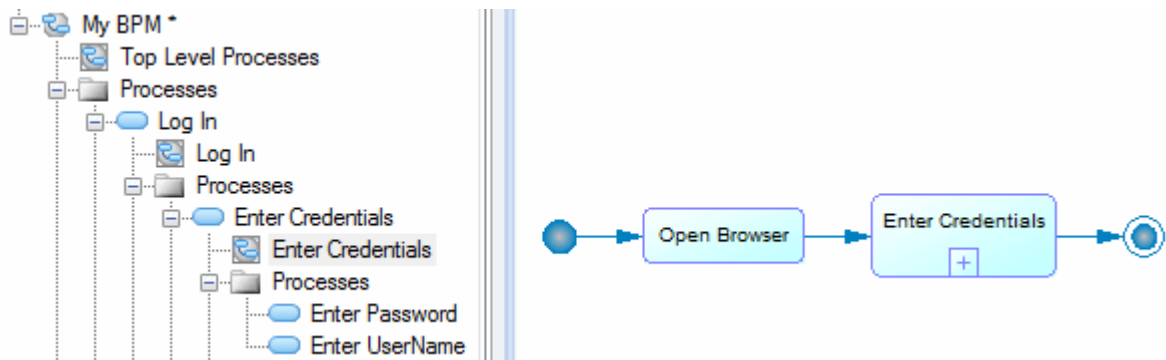 My BPM *
Top Level Processes
Processes
Log In
Log In
Processes
Enter Credentials
Enter Credentials
Processes
Enter Password
Enter UserName
Open Browser
Enter Credentials